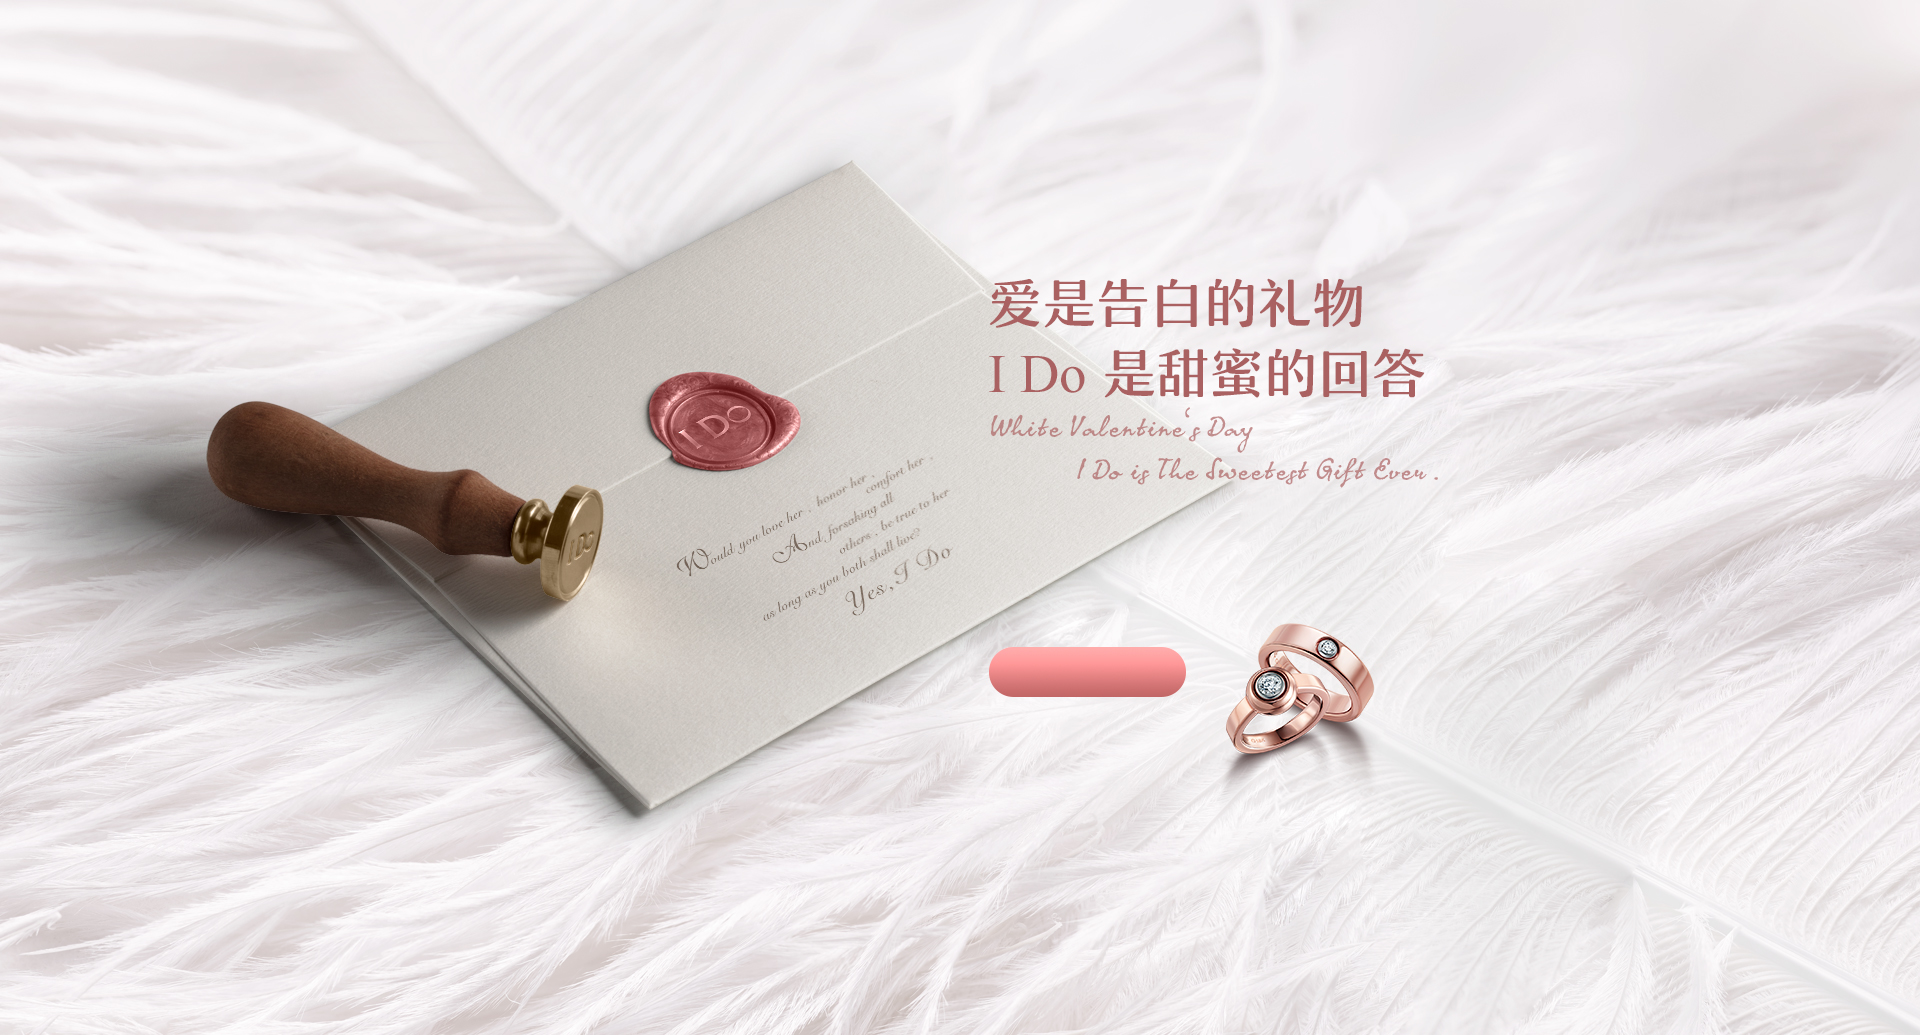 爱是告白的礼物
I Do 是甜蜜的回答
White Valentine‘s Day
I Do is The Sweetest Gift Ever .
I DO
I DO
Would you love her , honor her ,
comfort her ,
And, forsaking all
others , be true to her
as long as you both shall live?
Yes,I Do